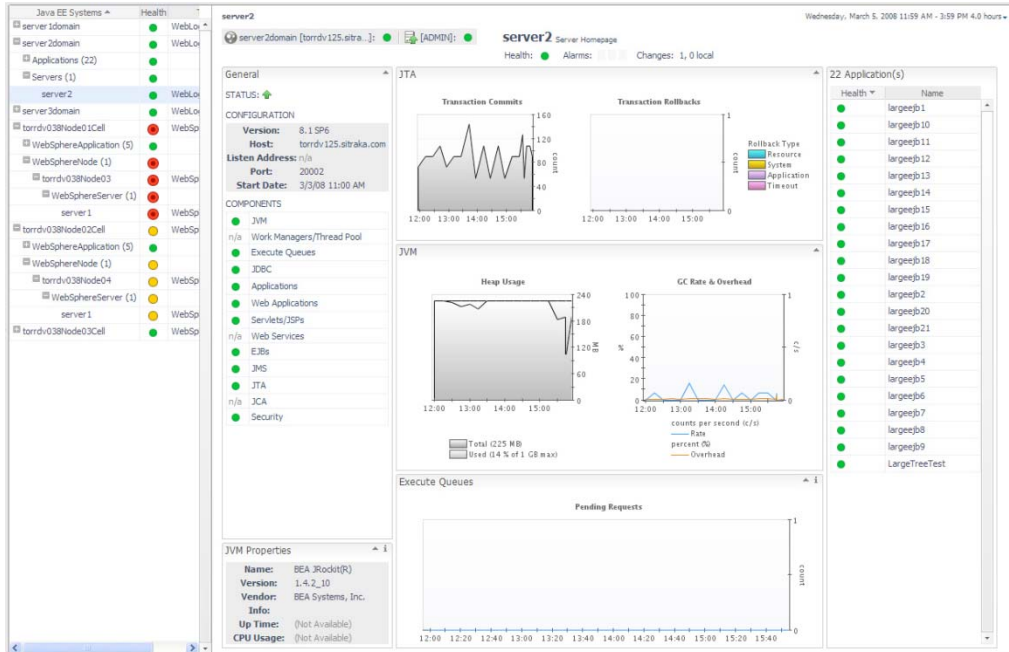 Java EE Systems Health T
server1domain WebLo
server2domain WebLo
Applications (22)
Servers (1)
server2 WebLo
server3domain WebLo
torrdv038Node01Cell WebSp
WebSphereApplication (5)
WebSphereNode (1)
torrdv038Node03 WebSp
WebSphereServer (1)
server1 WebSp
torrdv038Node02Cell WebSp
WebSphereApplication (5)
WebSphereNode (1)
torrdv038Node04 WebSp
WebSphereServer (1)
server1 WebSp
torrdv038Node03Cell WebSp
server2
Wednesday, March 5, 2008 11:59 AM - 3:59 PM 4.0 hours
server2domain [torrdv125.sitra...]: [ADMIN]:
server2 Server Homepage
Health: Alarms: Changes: 1, 0 local
General
STATUS:
CONFIGURATION
Version: 8.1 SP6
Host: torrdv125.sitraka.com
Listen Address: n/a
Port: 20002
Start Date: 3/3/08 11:00 AM
COMPONENTS
JVM
n/a Work Managers/Thread Pool
Execute Queues
JDBC
Applications
Web Applications
Servlets/JSPs
n/a Web Services
EJBs
JMS
JTA
n/a JCA
Security
JVM Properties i
Name: BEA JRockit(R)
Version: 1.4.2_10
Vendor: BEA Systems, Inc.
Info:
Up Time: (Not Available)
CPU Usage: (Not Available)
JTA
Transaction Commits
160
120
80
40
0
count
12:00 13:00 14:00 15:00
Transaction Rollbacks
1
0
count
12:00 13:00 14:00 15:00
Rollback Type
Resource
System
Application
Timeout
JVM
Heap Usage
240
180
120
60
0
MB
12:00 13:00 14:00 15:00
Total (225 MB)
Used (14 % of 1 GB max)
GC Rate & Overhead
100
80
60
40
20
0
%
1
0
c/s
12:00 13:00 14:00 15:00
counts per second (c/s)
Rate
percent (%)
Overhead
Execute Queues i
Pending Requests
1
0
count
12:00 12:20 12:40 13:00 13:20 13:40 14:00 14:20 14:40 15:00 15:20 15:40
22 Application(s)
Health Name
largeejb1
largeejb10
largeejb11
largeejb12
largeejb13
largeejb14
largeejb15
largeejb16
largeejb17
largeejb18
largeejb19
largeejb2
largeejb20
largeejb21
largeejb3
largeejb4
largeejb5
largeejb6
largeejb7
largeejb8
largeejb9
LargeTreeTest